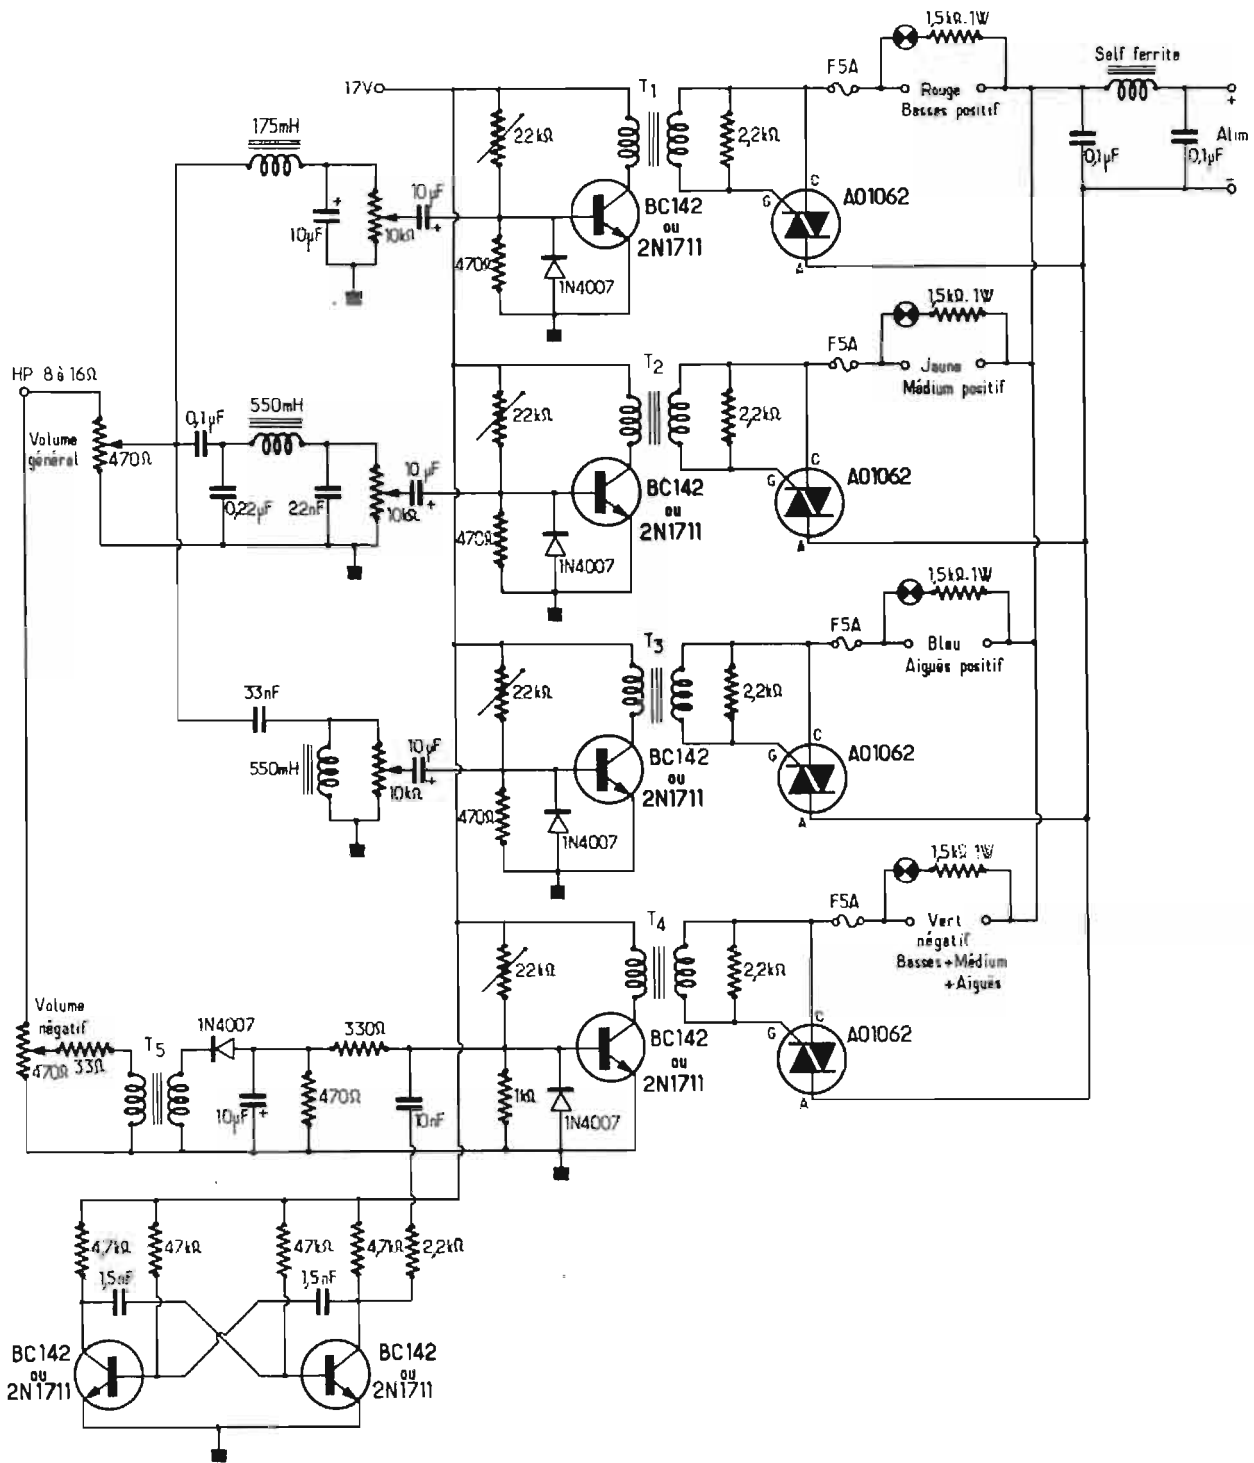 1,5kΩ.1W
Self ferrite
F5A
17V
T1
Rouge
Basses positif
+
Alim
-
175mH
22kΩ
2,2kΩ
0,1µF
0,1µF
10µF
C
G
A01062
BC142
ou
2N1711
10µF
+
10kΩ
+
470Ω
1N4007
A
1,5kΩ.1W
F5A
T2
Jaune
Médium positif
HP 8 à 16Ω
550mH
0,1µF
22kΩ
2,2kΩ
Volume
général
470Ω
10µF
C
G
A01062
BC142
ou
2N1711
0,22µF
22nF
10kΩ
+
470Ω
1N4007
A
1,5kΩ.1W
F5A
T3
Bleu
Aiguës positif
33nF
22kΩ
2,2kΩ
10µF
C
G
A01062
BC142
ou
2N1711
550mH
10kΩ
+
470Ω
1N4007
A
1,5kΩ.1W
F5A
T4
Vert
négatif
Basses+Médium
+Aiguës
22kΩ
2,2kΩ
Volume
négatif
1N4007
330Ω
C
G
A01062
BC142
ou
2N1711
470Ω
33Ω
T5
10µF
+
470Ω
10nF
1kΩ
1N4007
A
4,7kΩ
47kΩ
47kΩ
4,7kΩ
2,2kΩ
1,5nF
1,5nF
BC142
ou
2N1711
BC142
ou
2N1711